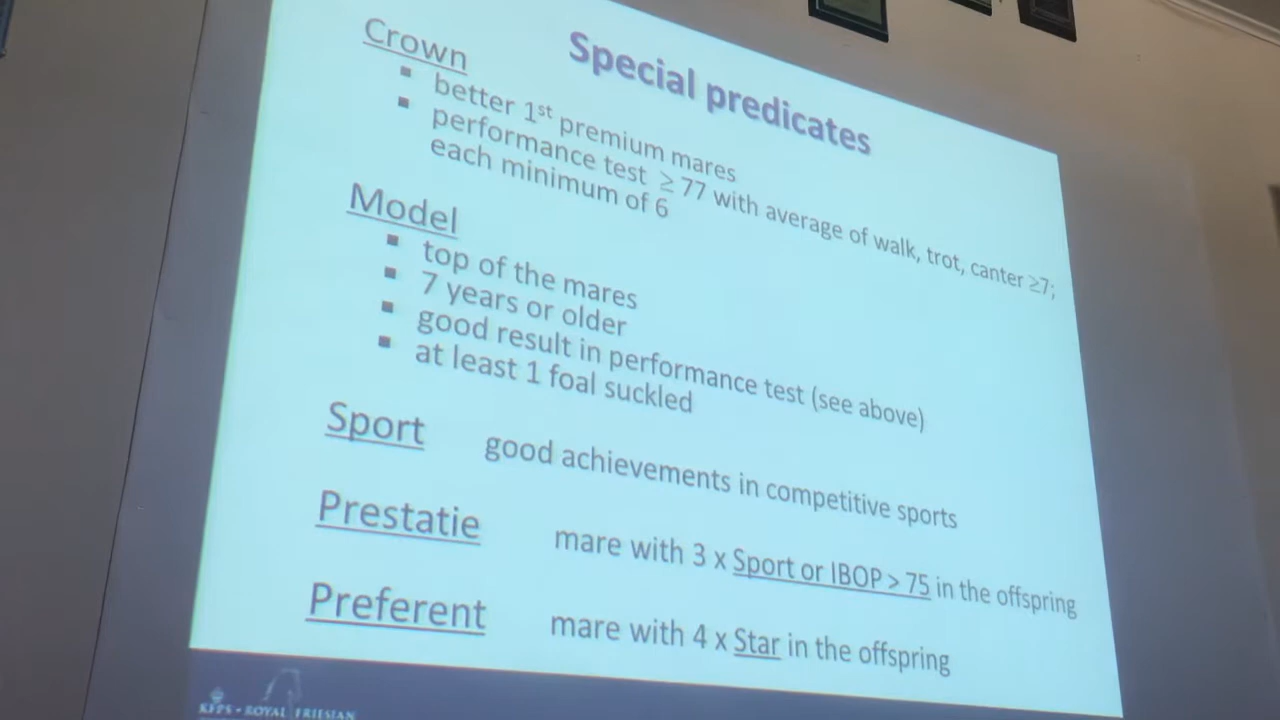 Special predicates
Crown
▪ better 1st premium mares
▪ performance test ≥ 77 with average of walk, trot, canter ≥7;
each minimum of 6
Model
▪ top of the mares
▪ 7 years or older
▪ good result in performance test (see above)
▪ at least 1 foal suckled
Sport good achievements in competitive sports
Prestatie mare with 3 x Sport or IBOP > 75 in the offspring
Preferent mare with 4 x Star in the offspring
KFPS - ROYAL FRIESIAN